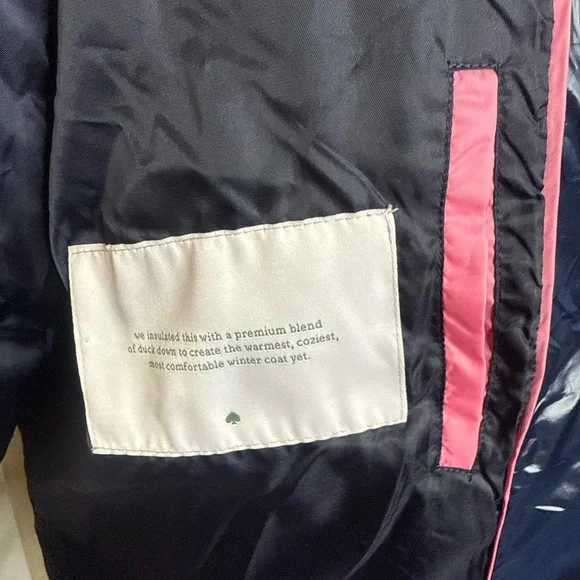 we insulated this with a premium blend
of duck down to create the warmest, coziest,
most comfortable winter coat yet.